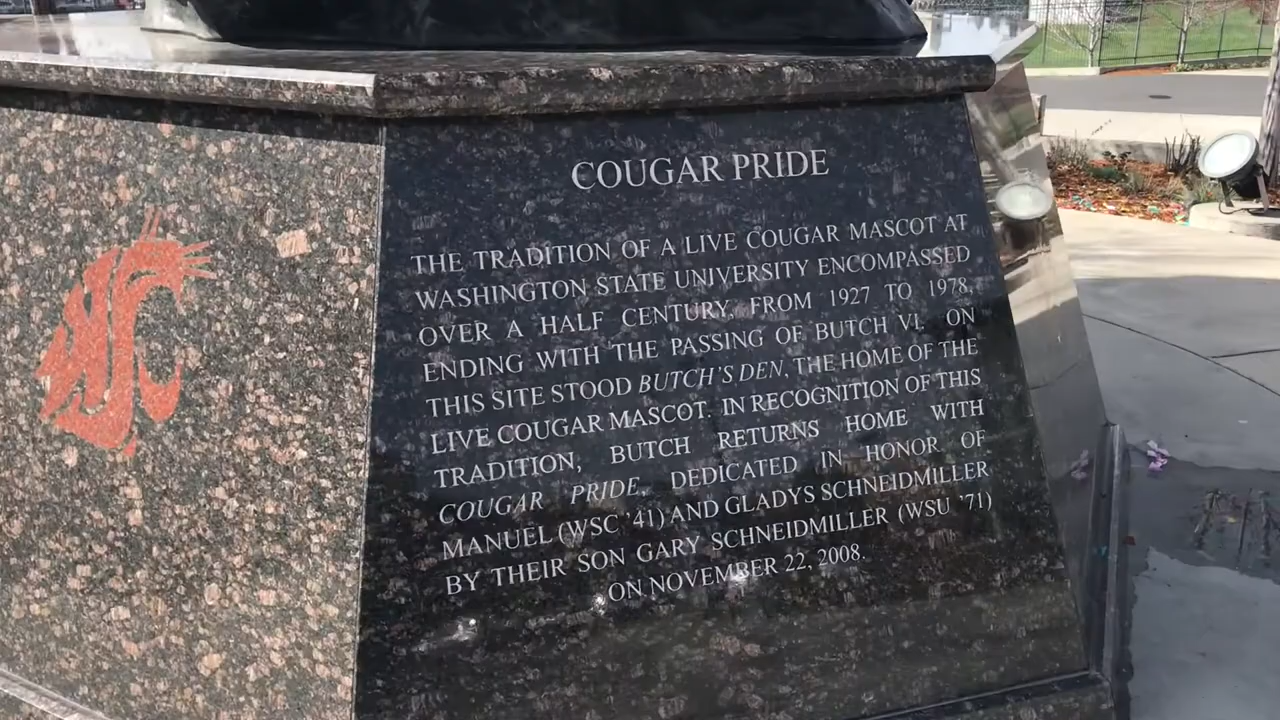 COUGAR PRIDE
THE TRADITION OF A LIVE COUGAR MASCOT AT
WASHINGTON STATE UNIVERSITY ENCOMPASSED
OVER A HALF CENTURY, FROM 1927 TO 1978,
ENDING WITH THE PASSING OF BUTCH VI. ON
THIS SITE STOOD BUTCH'S DEN, THE HOME OF THE
LIVE COUGAR MASCOT. IN RECOGNITION OF THIS
TRADITION, BUTCH RETURNS HOME WITH
COUGAR PRIDE, DEDICATED IN HONOR OF
MANUEL (WSC '41) AND GLADYS SCHNEIDMILLER
BY THEIR SON GARY SCHNEIDMILLER (WSU '71)
ON NOVEMBER 22, 2008.